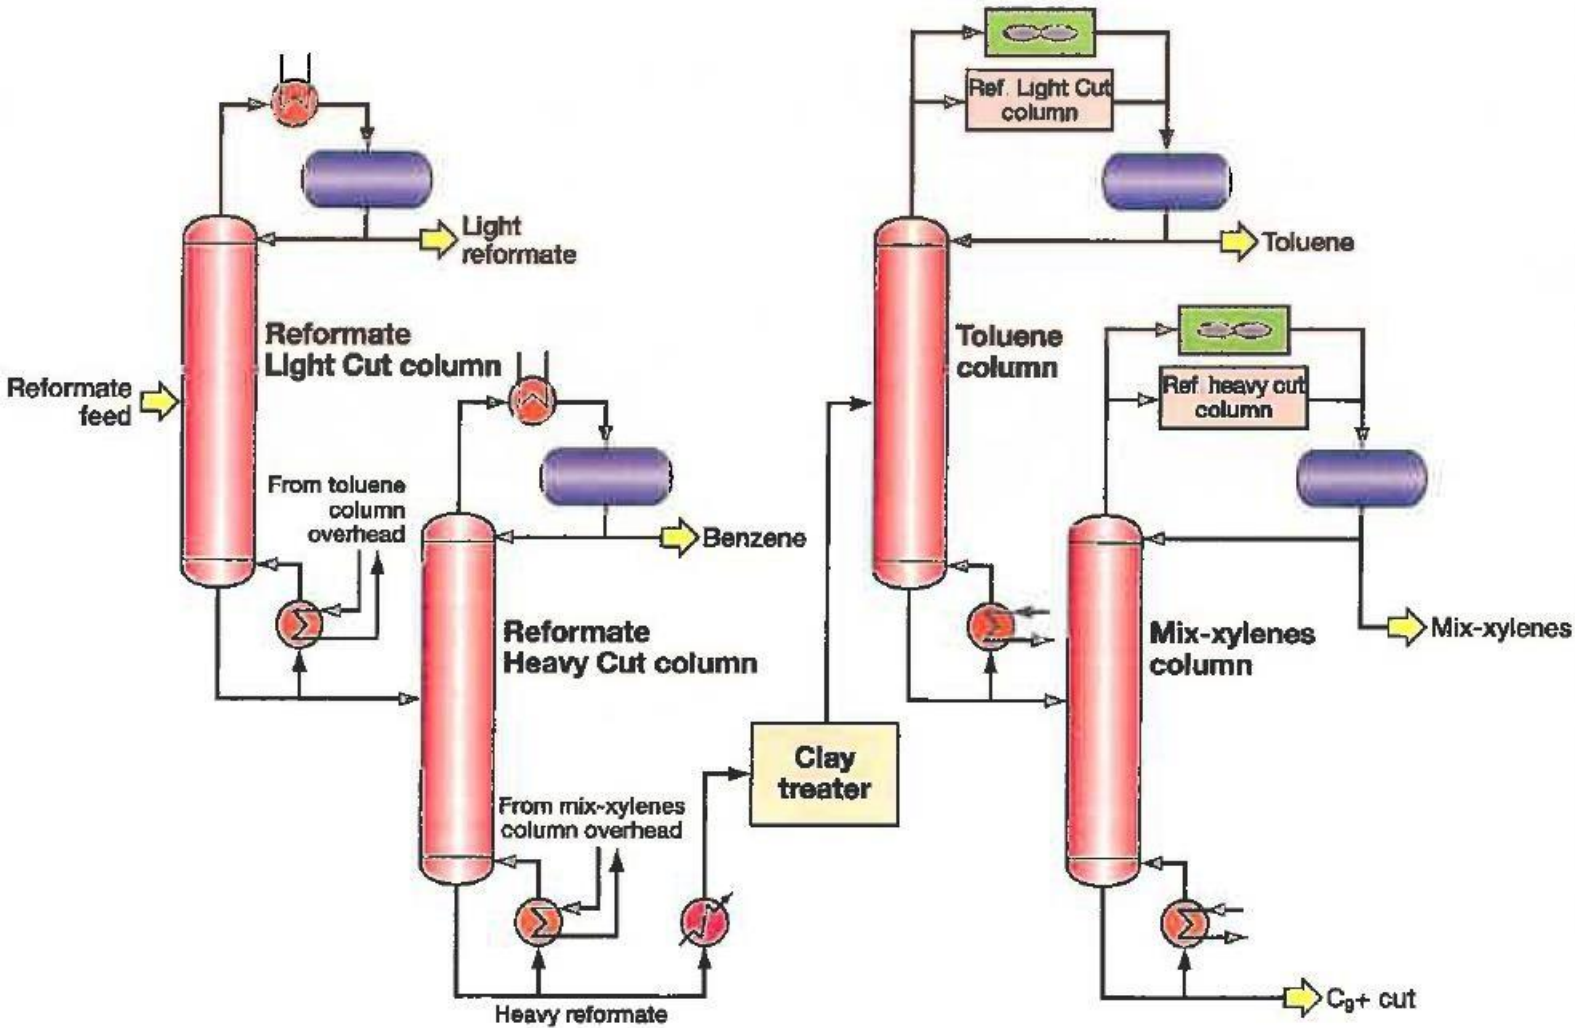 Ref. Light Cut
column
Light
reformate
Toluene
Reformate
Light Cut column
Toluene
column
Reformate
feed
Ref. heavy cut
column
From toluene
column
overhead
Benzene
Reformate
Heavy Cut column
Mix-xylenes
column
Mix-xylenes
Clay
treater
From mix-xylenes
column overhead
Heavy reformate
C₉+ cut